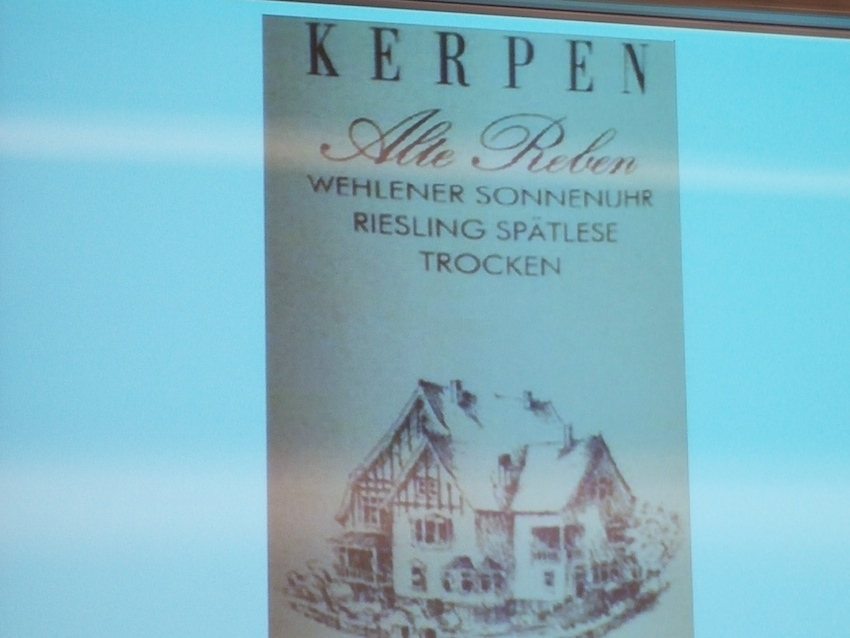 KERPEN
Alte Reben
WEHLENER SONNENUHR
RIESLING SPÄTLESE
TROCKEN